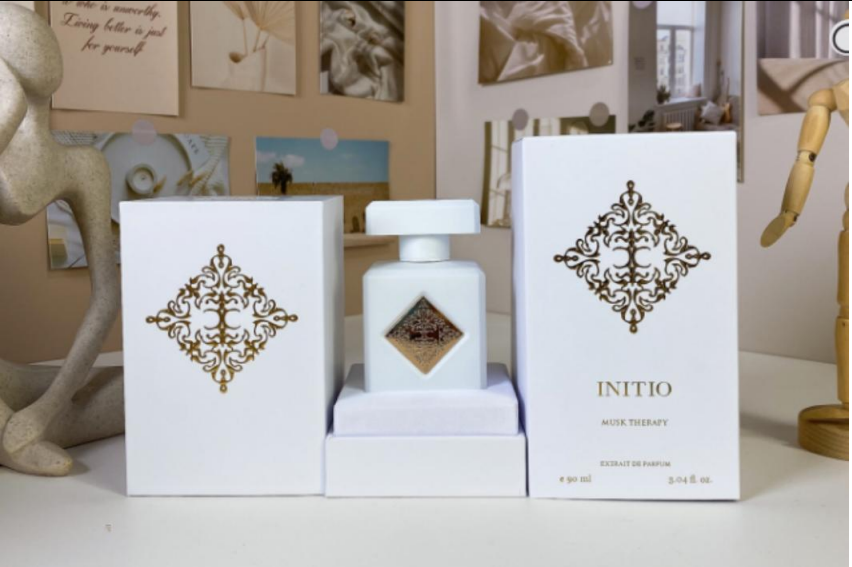 who is unworthy.
Living better is just
for yourself.
INITIO
MUSK THERAPY
EXTRAIT DE PARFUM
e 90 ml 3.04 fl. oz.